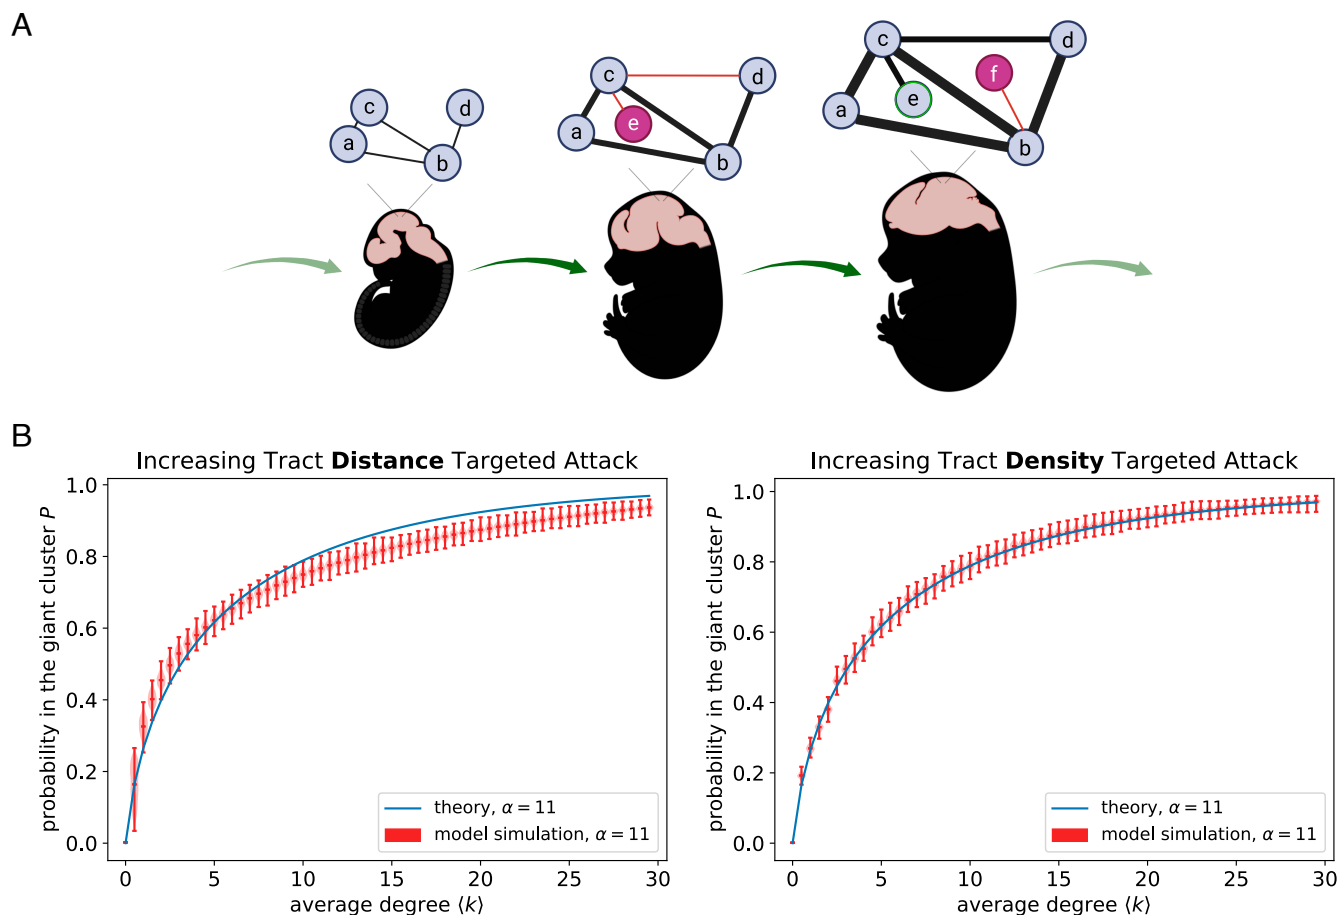 A
c
d
a
b
c
d
e
a
b
c
d
f
e
a
b
B
Increasing Tract Distance Targeted Attack
1.0
0.8
0.6
0.4
0.2
0.0
probability in the giant cluster P
theory, α = 11
model simulation, α = 11
0 5 10 15 20 25 30
average degree ⟨k⟩
Increasing Tract Density Targeted Attack
1.0
0.8
0.6
0.4
0.2
0.0
probability in the giant cluster P
theory, α = 11
model simulation, α = 11
0 5 10 15 20 25 30
average degree ⟨k⟩